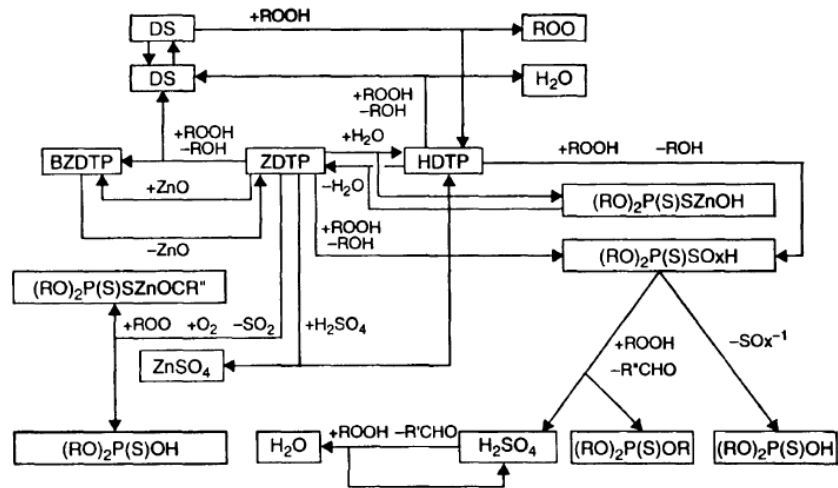 +ROOH
DS
ROO
DS
H₂O
+ROOH
–ROH
+ROOH
–ROH
+H₂O
BZDTP
ZDTP
HDTP
+ROOH –ROH
+ZnO
–H₂O
(RO)₂P(S)SZnOH
–ZnO
+ROOH
–ROH
(RO)₂P(S)SOxH
(RO)₂P(S)SZnOCR"
+ROO +O₂ –SO₂
+H₂SO₄
+ROOH
–R"CHO
–SOx⁻¹
ZnSO₄
+ROOH –R'CHO
(RO)₂P(S)OH
H₂O
H₂SO₄
(RO)₂P(S)OR
(RO)₂P(S)OH